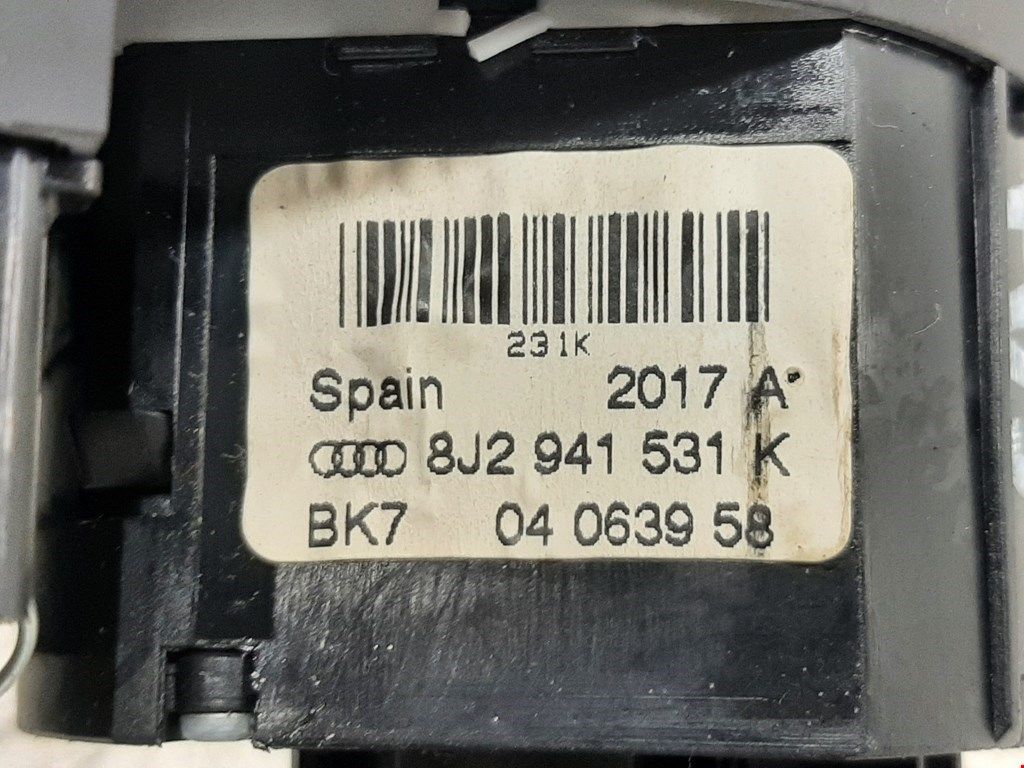 231K
Spain 2017 A
8J2 941 531 K
BK7 04 0639 58